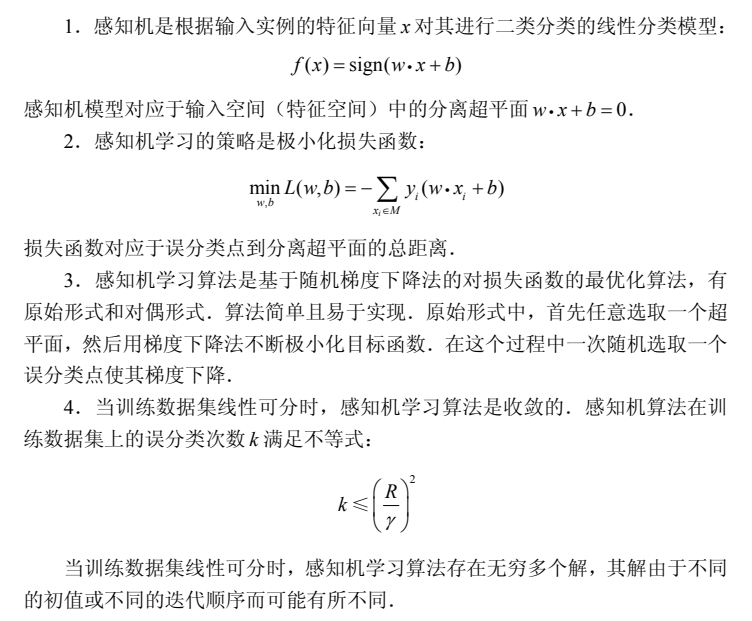 1．感知机是根据输入实例的特征向量 x 对其进行二类分类的线性分类模型：
f(x) = sign(w·x + b)
感知机模型对应于输入空间（特征空间）中的分离超平面 w·x + b = 0．
2．感知机学习的策略是极小化损失函数：
min_{w,b} L(w,b) = −∑_{x_i∈M} y_i(w·x_i + b)
损失函数对应于误分类点到分离超平面的总距离．
3．感知机学习算法是基于随机梯度下降法的对损失函数的最优化算法，有
原始形式和对偶形式．算法简单且易于实现．原始形式中，首先任意选取一个超
平面，然后用梯度下降法不断极小化目标函数．在这个过程中一次随机选取一个
误分类点使其梯度下降．
4．当训练数据集线性可分时，感知机学习算法是收敛的．感知机算法在训
练数据集上的误分类次数 k 满足不等式：
k ⩽ (R/γ)²
当训练数据集线性可分时，感知机学习算法存在无穷多个解，其解由于不同
的初值或不同的迭代顺序而可能有所不同．